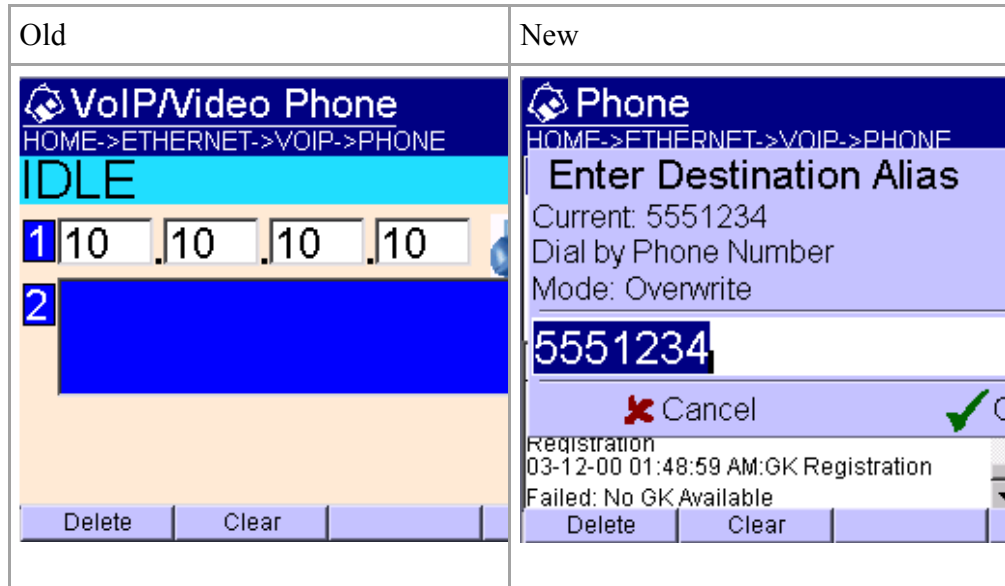 Old
New
VoIP/Video Phone
HOME->ETHERNET->VOIP->PHONE
IDLE
1 10 . 10 . 10 . 10
2
Delete Clear
Phone
HOME->ETHERNET->VOIP->PHONE
Enter Destination Alias
Current: 5551234
Dial by Phone Number
Mode: Overwrite
5551234
Cancel
Registration
03-12-00 01:48:59 AM:GK Registration
Failed: No GK Available
Delete Clear